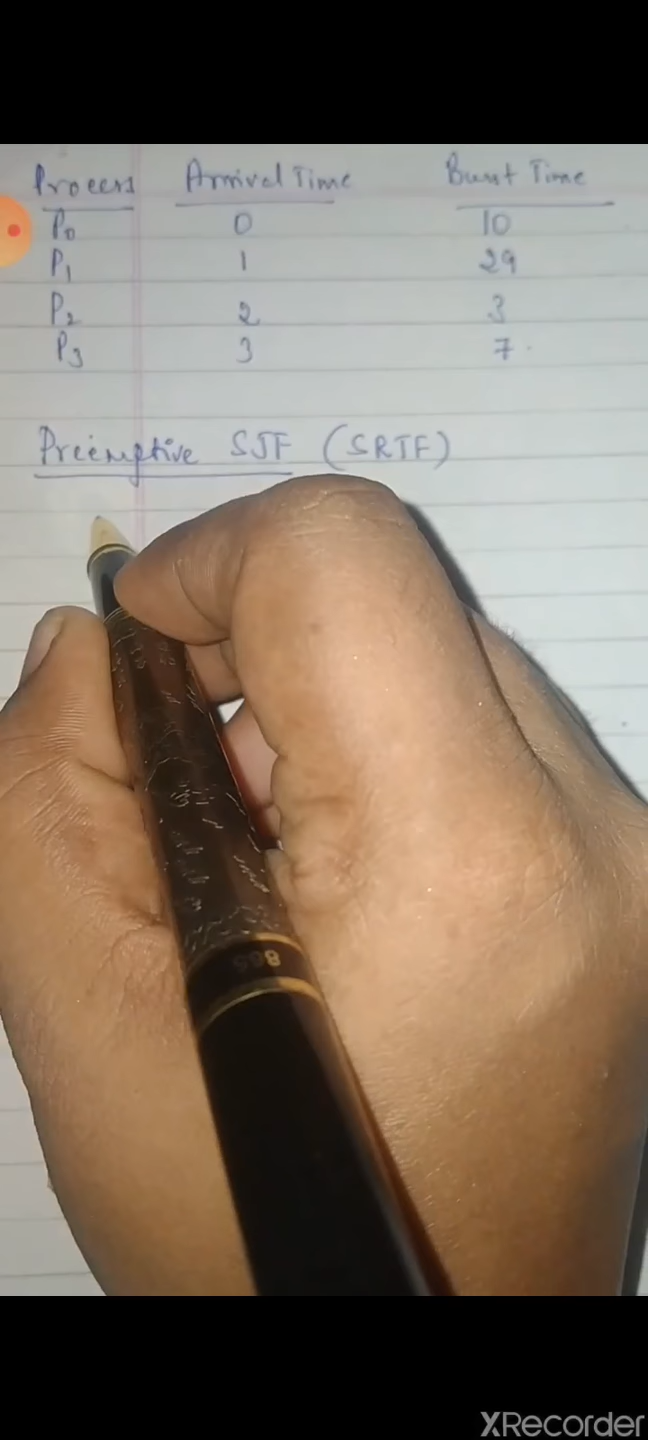 Process Arrival Time Burst Time
P0 0 10
P1 1 29
P2 2 3
P3 3 7
Preemptive SJF (SRTF)
866
XRecorder